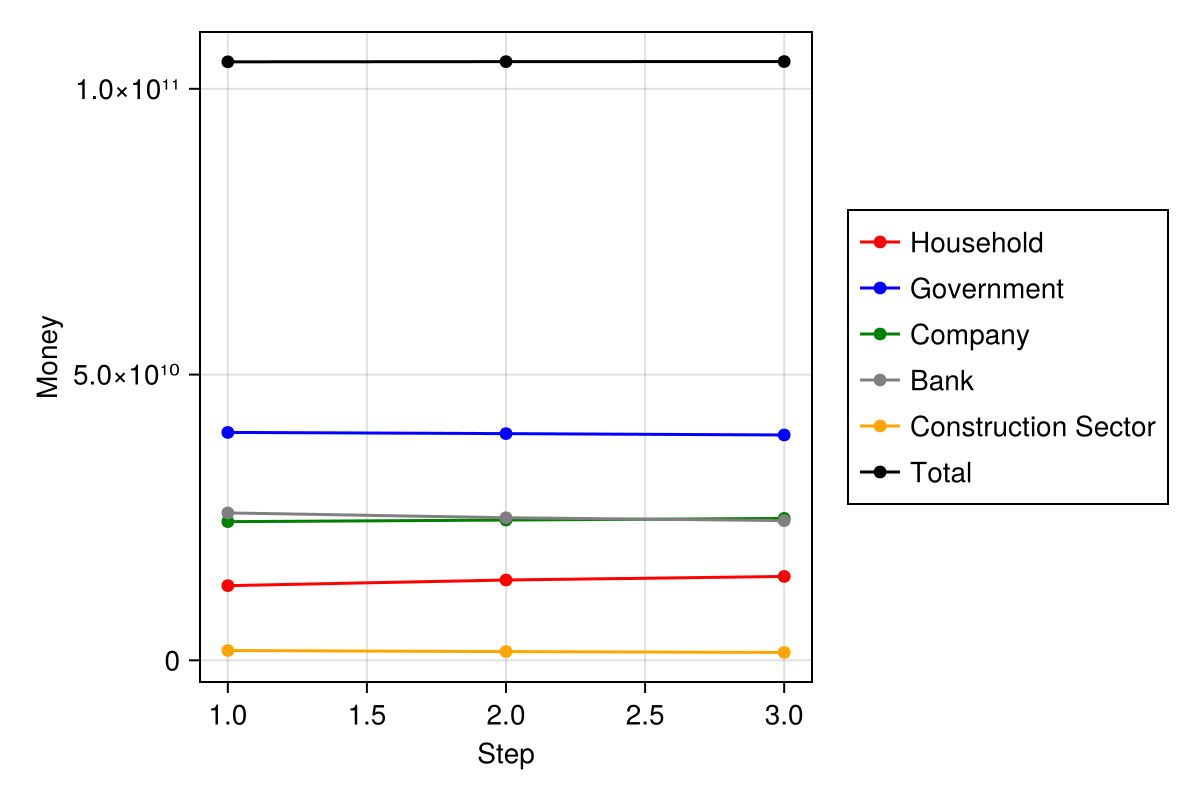 Money
1.0×10¹¹
5.0×10¹⁰
0
1.0 1.5 2.0 2.5 3.0
Step
Household
Government
Company
Bank
Construction Sector
Total